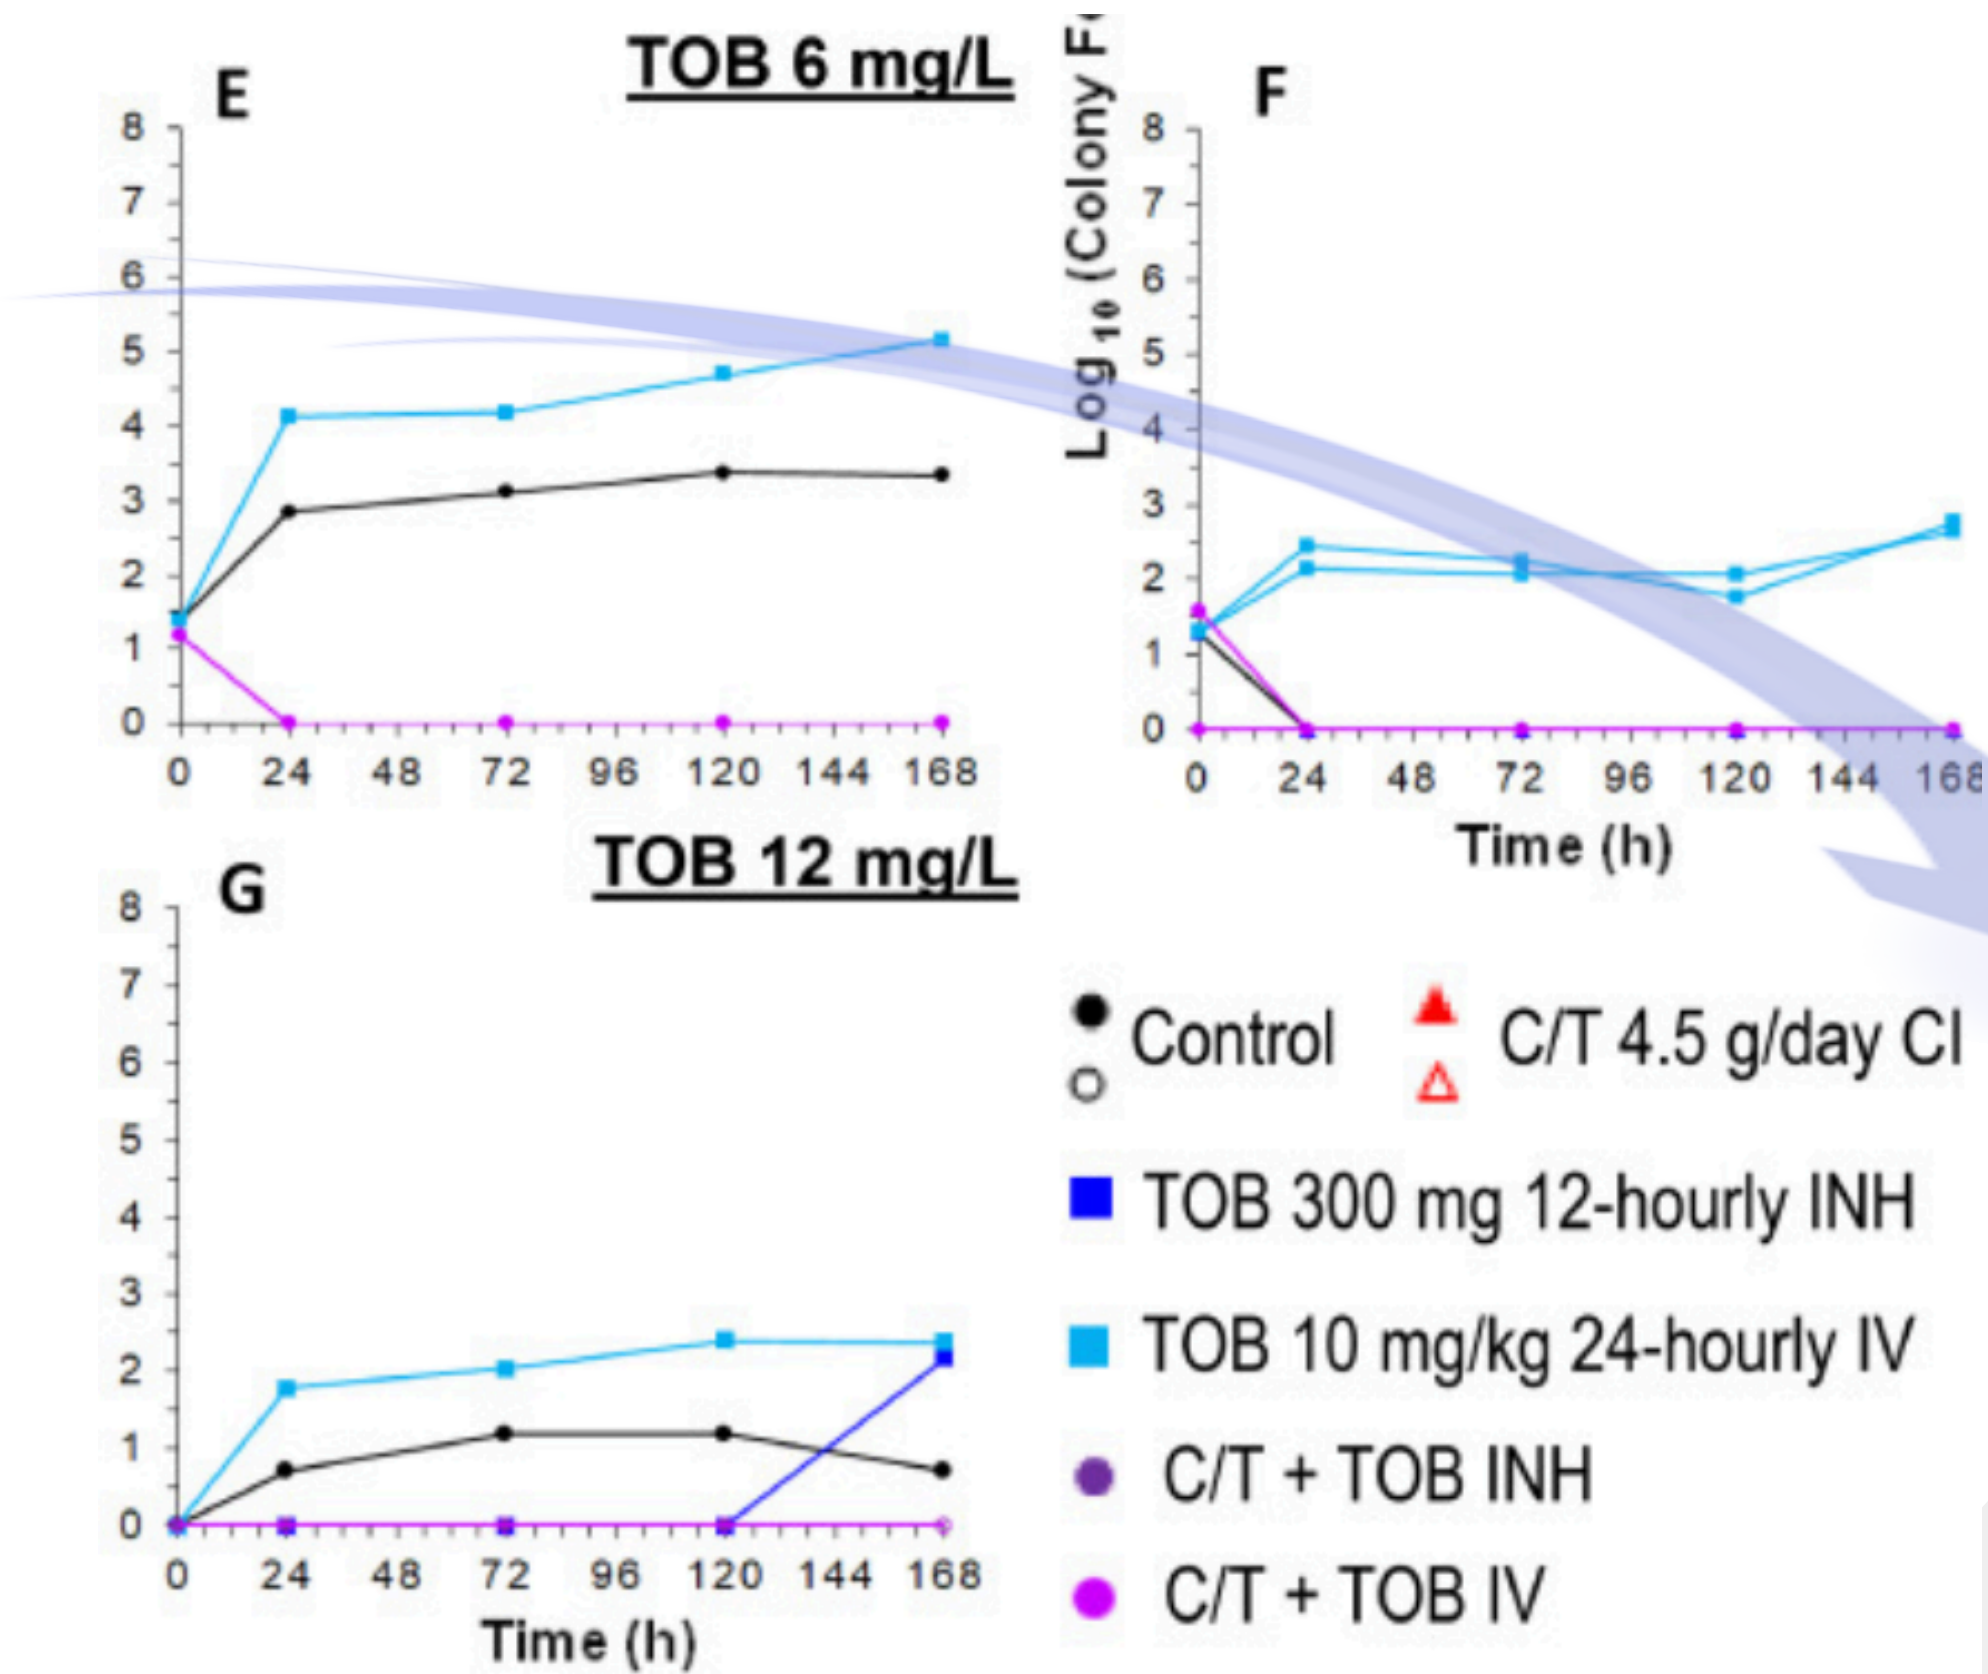 TOB 6 mg/L
E
8
7
6
5
4
3
2
1
0
0 24 48 72 96 120 144 168
Log 10 (Colony
F
8
7
6
5
4
3
2
1
0
0 24 48 72 96 120 144 168
Time (h)
TOB 12 mg/L
G
8
7
6
5
4
3
2
1
0
0 24 48 72 96 120 144 168
Time (h)
Control
C/T 4.5 g/day CI
TOB 300 mg 12-hourly INH
TOB 10 mg/kg 24-hourly IV
C/T + TOB INH
C/T + TOB IV